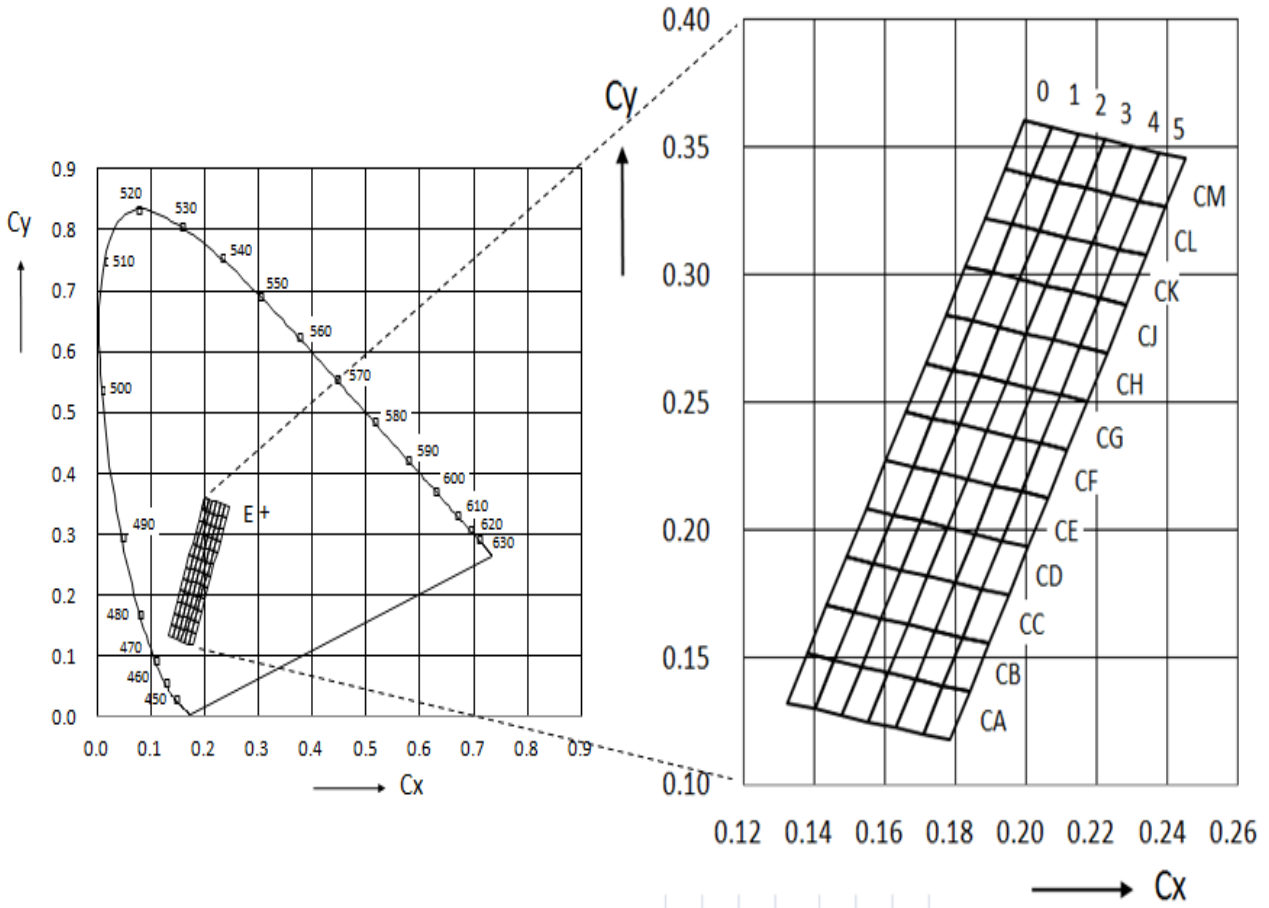 0.9
520
530
0.8
Cy
540
510
0.7
550
0.6
560
570
0.5
500
580
0.4
590
600
0.3
490
E+
610
620
630
0.2
480
0.1
470
460
450
0.0
0.0 0.1 0.2 0.3 0.4 0.5 0.6 0.7 0.8 0.9
Cx
0.40
Cy
0 1 2 3 4 5
0.35
CM
CL
0.30
CK
CJ
CH
0.25
CG
CF
0.20
CE
CD
CC
0.15
CB
CA
0.10
0.12 0.14 0.16 0.18 0.20 0.22 0.24 0.26
Cx